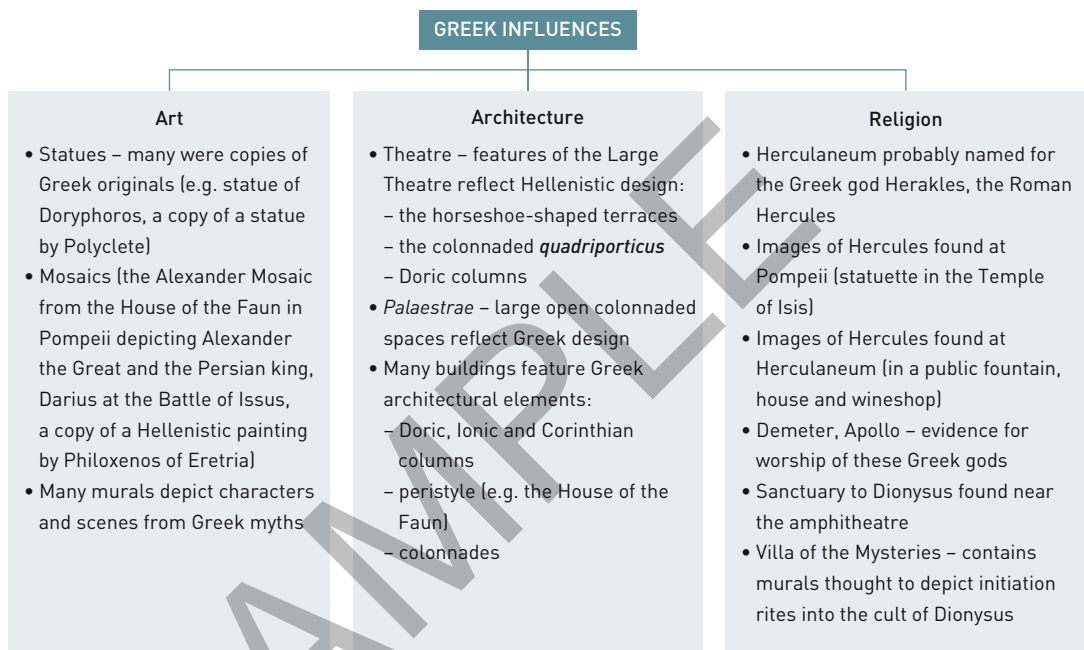 GREEK INFLUENCES
Art
• Statues – many were copies of
Greek originals (e.g. statue of
Doryphoros, a copy of a statue
by Polyclete)
• Mosaics (the Alexander Mosaic
from the House of the Faun in
Pompeii depicting Alexander
the Great and the Persian king,
Darius at the Battle of Issus,
a copy of a Hellenistic painting
by Philoxenos of Eretria)
• Many murals depict characters
and scenes from Greek myths
Architecture
• Theatre – features of the Large
Theatre reflect Hellenistic design:
– the horseshoe-shaped terraces
– the colonnaded quadriporticus
– Doric columns
• Palaestrae – large open colonnaded
spaces reflect Greek design
• Many buildings feature Greek
architectural elements:
– Doric, Ionic and Corinthian
columns
– peristyle (e.g. the House of the
Faun)
– colonnades
Religion
• Herculaneum probably named for
the Greek god Herakles, the Roman
Hercules
• Images of Hercules found at
Pompeii (statuette in the Temple
of Isis)
• Images of Hercules found at
Herculaneum (in a public fountain,
house and wineshop)
• Demeter, Apollo – evidence for
worship of these Greek gods
• Sanctuary to Dionysus found near
the amphitheatre
• Villa of the Mysteries – contains
murals thought to depict initiation
rites into the cult of Dionysus
AMPLE